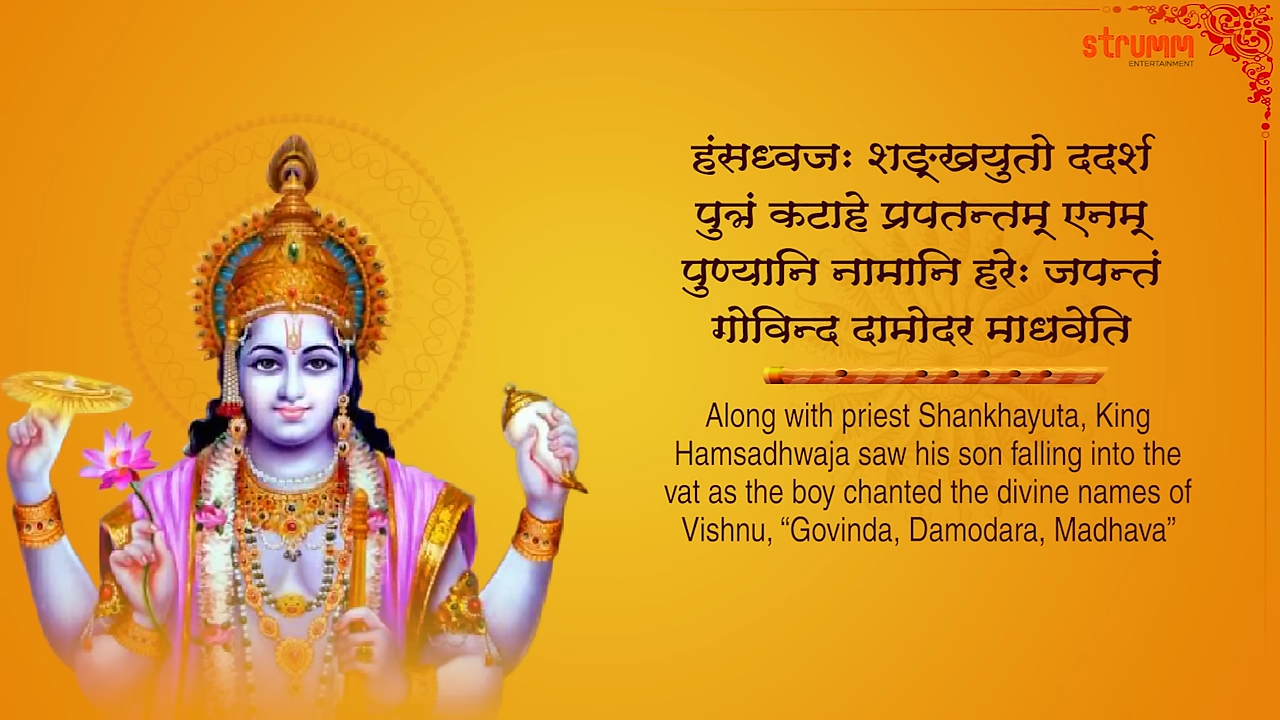 strumm
ENTERTAINMENT
हंसध्वजः शङ्खयुतो ददर्श
पुत्रं कटाहे प्रपतन्तम् एनम्
पुण्यानि नामानि हरेः जपन्तं
गोविन्द दामोदर माधवेति
Along with priest Shankhayuta, King
Hamsadhwaja saw his son falling into the
vat as the boy chanted the divine names of
Vishnu, “Govinda, Damodara, Madhava”